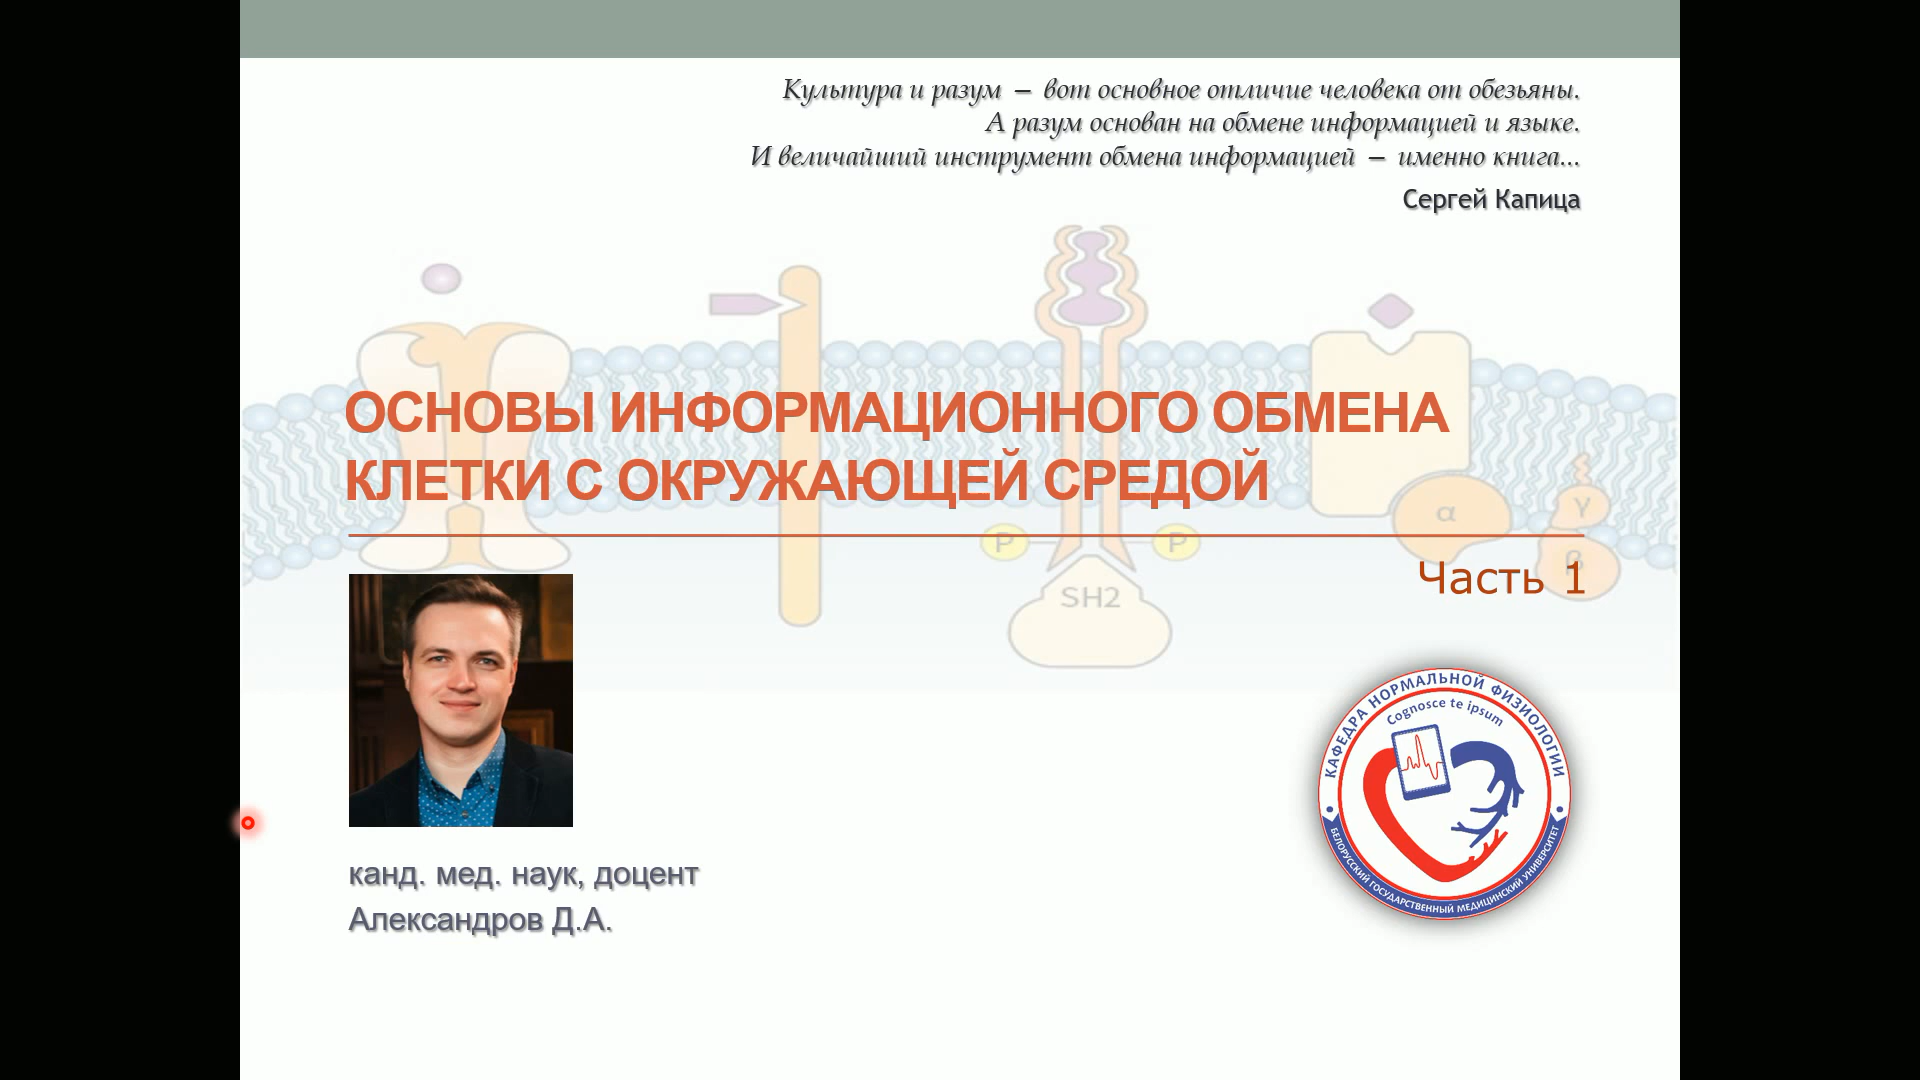 Культура и разум – вот основное отличие человека от обезьяны.
А разум основан на обмене информацией и языке.
И величайший инструмент обмена информацией – именно книга...
Сергей Капица
ОСНОВЫ ИНФОРМАЦИОННОГО ОБМЕНА
КЛЕТКИ С ОКРУЖАЮЩЕЙ СРЕДОЙ
α
γ
β
P
P
SH2
Часть 1
КАФЕДРА НОРМАЛЬНОЙ ФИЗИОЛОГИИ
Cognosce te ipsum
БЕЛОРУССКИЙ ГОСУДАРСТВЕННЫЙ МЕДИЦИНСКИЙ УНИВЕРСИТЕТ
канд. мед. наук, доцент
Александров Д.А.